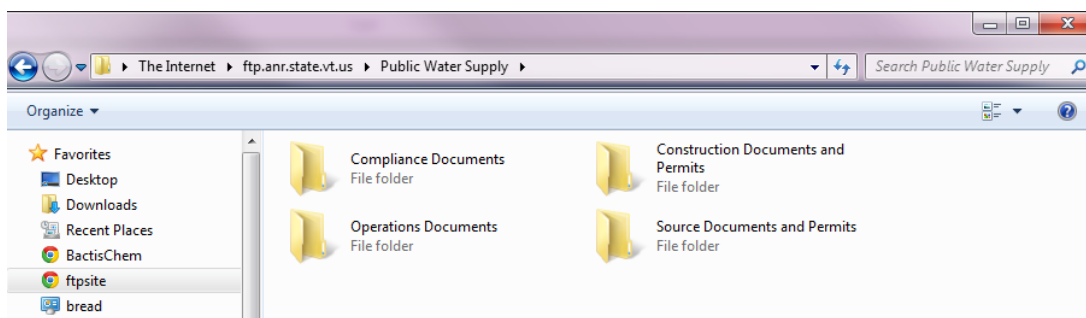 The Internet ▸ ftp.anr.state.vt.us ▸ Public Water Supply ▸
Search Public Water Supply
Organize
Favorites
Desktop
Downloads
Recent Places
BactisChem
ftpsite
bread
Compliance Documents
File folder
Construction Documents and
Permits
File folder
Operations Documents
File folder
Source Documents and Permits
File folder